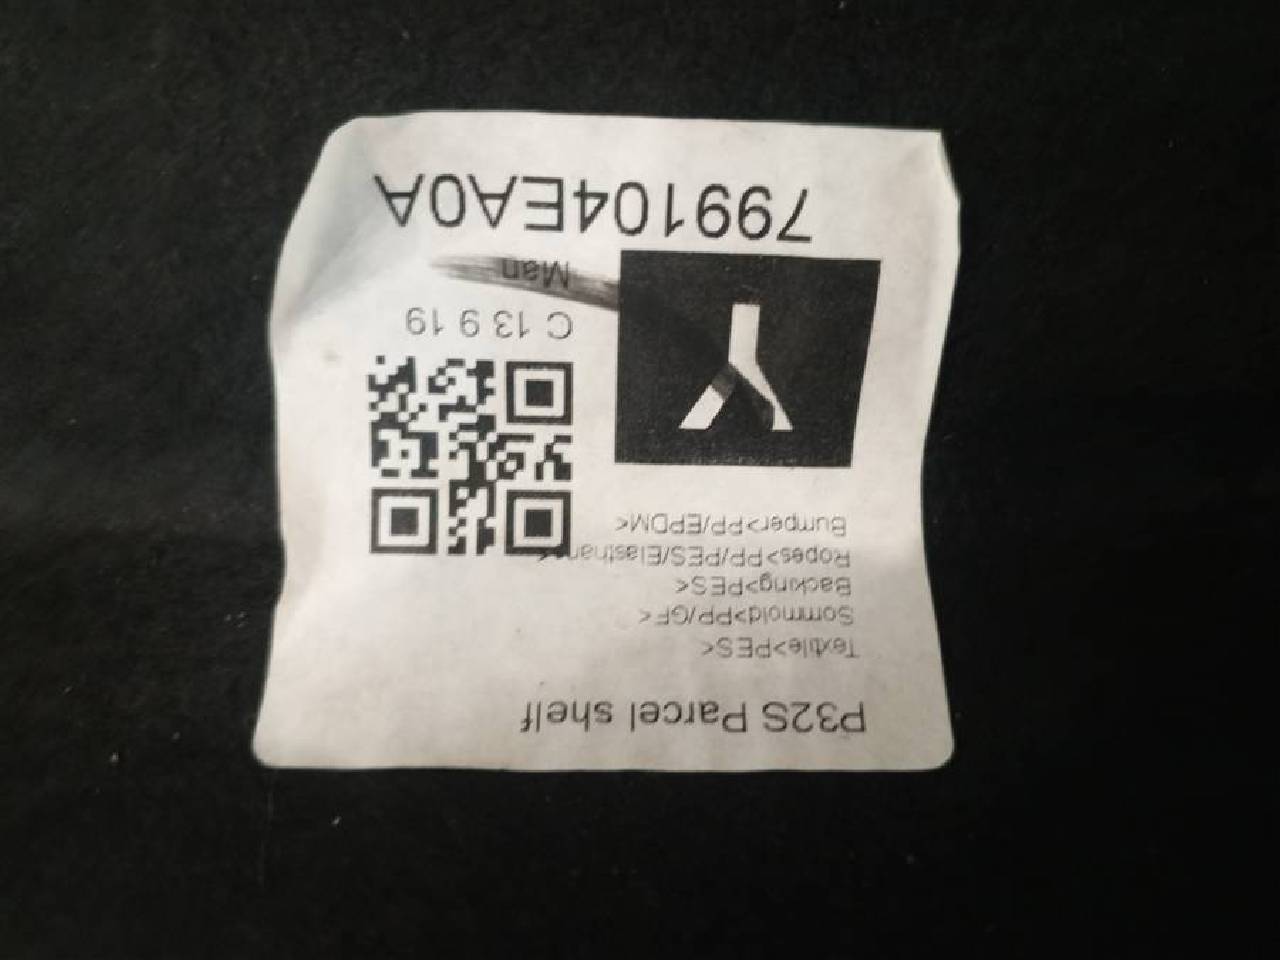 P32S Parcel shelf
Textile>PES<
Sommold>PP/GF<
Backing>PES<
Ropes>PP/PES/Elasthan<
Bumper>PP/EPDM<
C 13 9 19
Man
799104EA0A